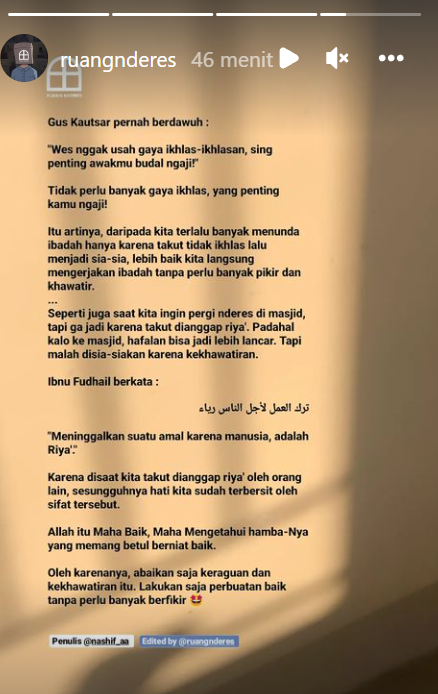 ruangnderes 46 menit
Gus Kautsar pernah berdawuh :
"Wes nggak usah gaya ikhlas-ikhlasan, sing
penting awakmu budal ngaji!"
Tidak perlu banyak gaya ikhlas, yang penting
kamu ngaji!
Itu artinya, daripada kita terlalu banyak menunda
ibadah hanya karena takut tidak ikhlas lalu
menjadi sia-sia, lebih baik kita langsung
mengerjakan ibadah tanpa perlu banyak pikir dan
khawatir.
...
Seperti juga saat kita ingin pergi nderes di masjid,
tapi ga jadi karena takut dianggap riya'. Padahal
kalo ke masjid, hafalan bisa jadi lebih lancar. Tapi
malah disia-siakan karena kekhawatiran.
Ibnu Fudhail berkata :
ترك العمل لأجل الناس رياء
"Meninggalkan suatu amal karena manusia, adalah
Riya'."
Karena disaat kita takut dianggap riya' oleh orang
lain, sesungguhnya hati kita sudah terbersit oleh
sifat tersebut.
Allah itu Maha Baik, Maha Mengetahui hamba-Nya
yang memang betul berniat baik.
Oleh karenanya, abaikan saja keraguan dan
kekhawatiran itu. Lakukan saja perbuatan baik
tanpa perlu banyak berfikir 🤩
Penulis @nashif_aa Edited by @ruangnderes